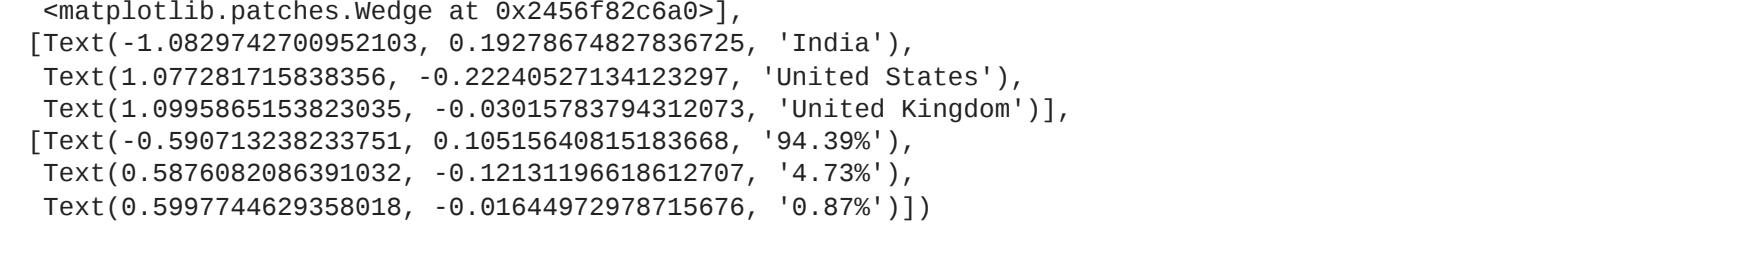 <matplotlib.patches.Wedge at 0x2456f82c6a0>],
[Text(-1.0829742700952103, 0.19278674827836725, 'India'),
Text(1.077281715838356, -0.22240527134123297, 'United States'),
Text(1.0995865153823035, -0.03015783794312073, 'United Kingdom')],
[Text(-0.590713238233751, 0.10515640815183668, '94.39%'),
Text(0.5876082086391032, -0.12131196618612707, '4.73%'),
Text(0.5997744629358018, -0.01644972978715676, '0.87%')])